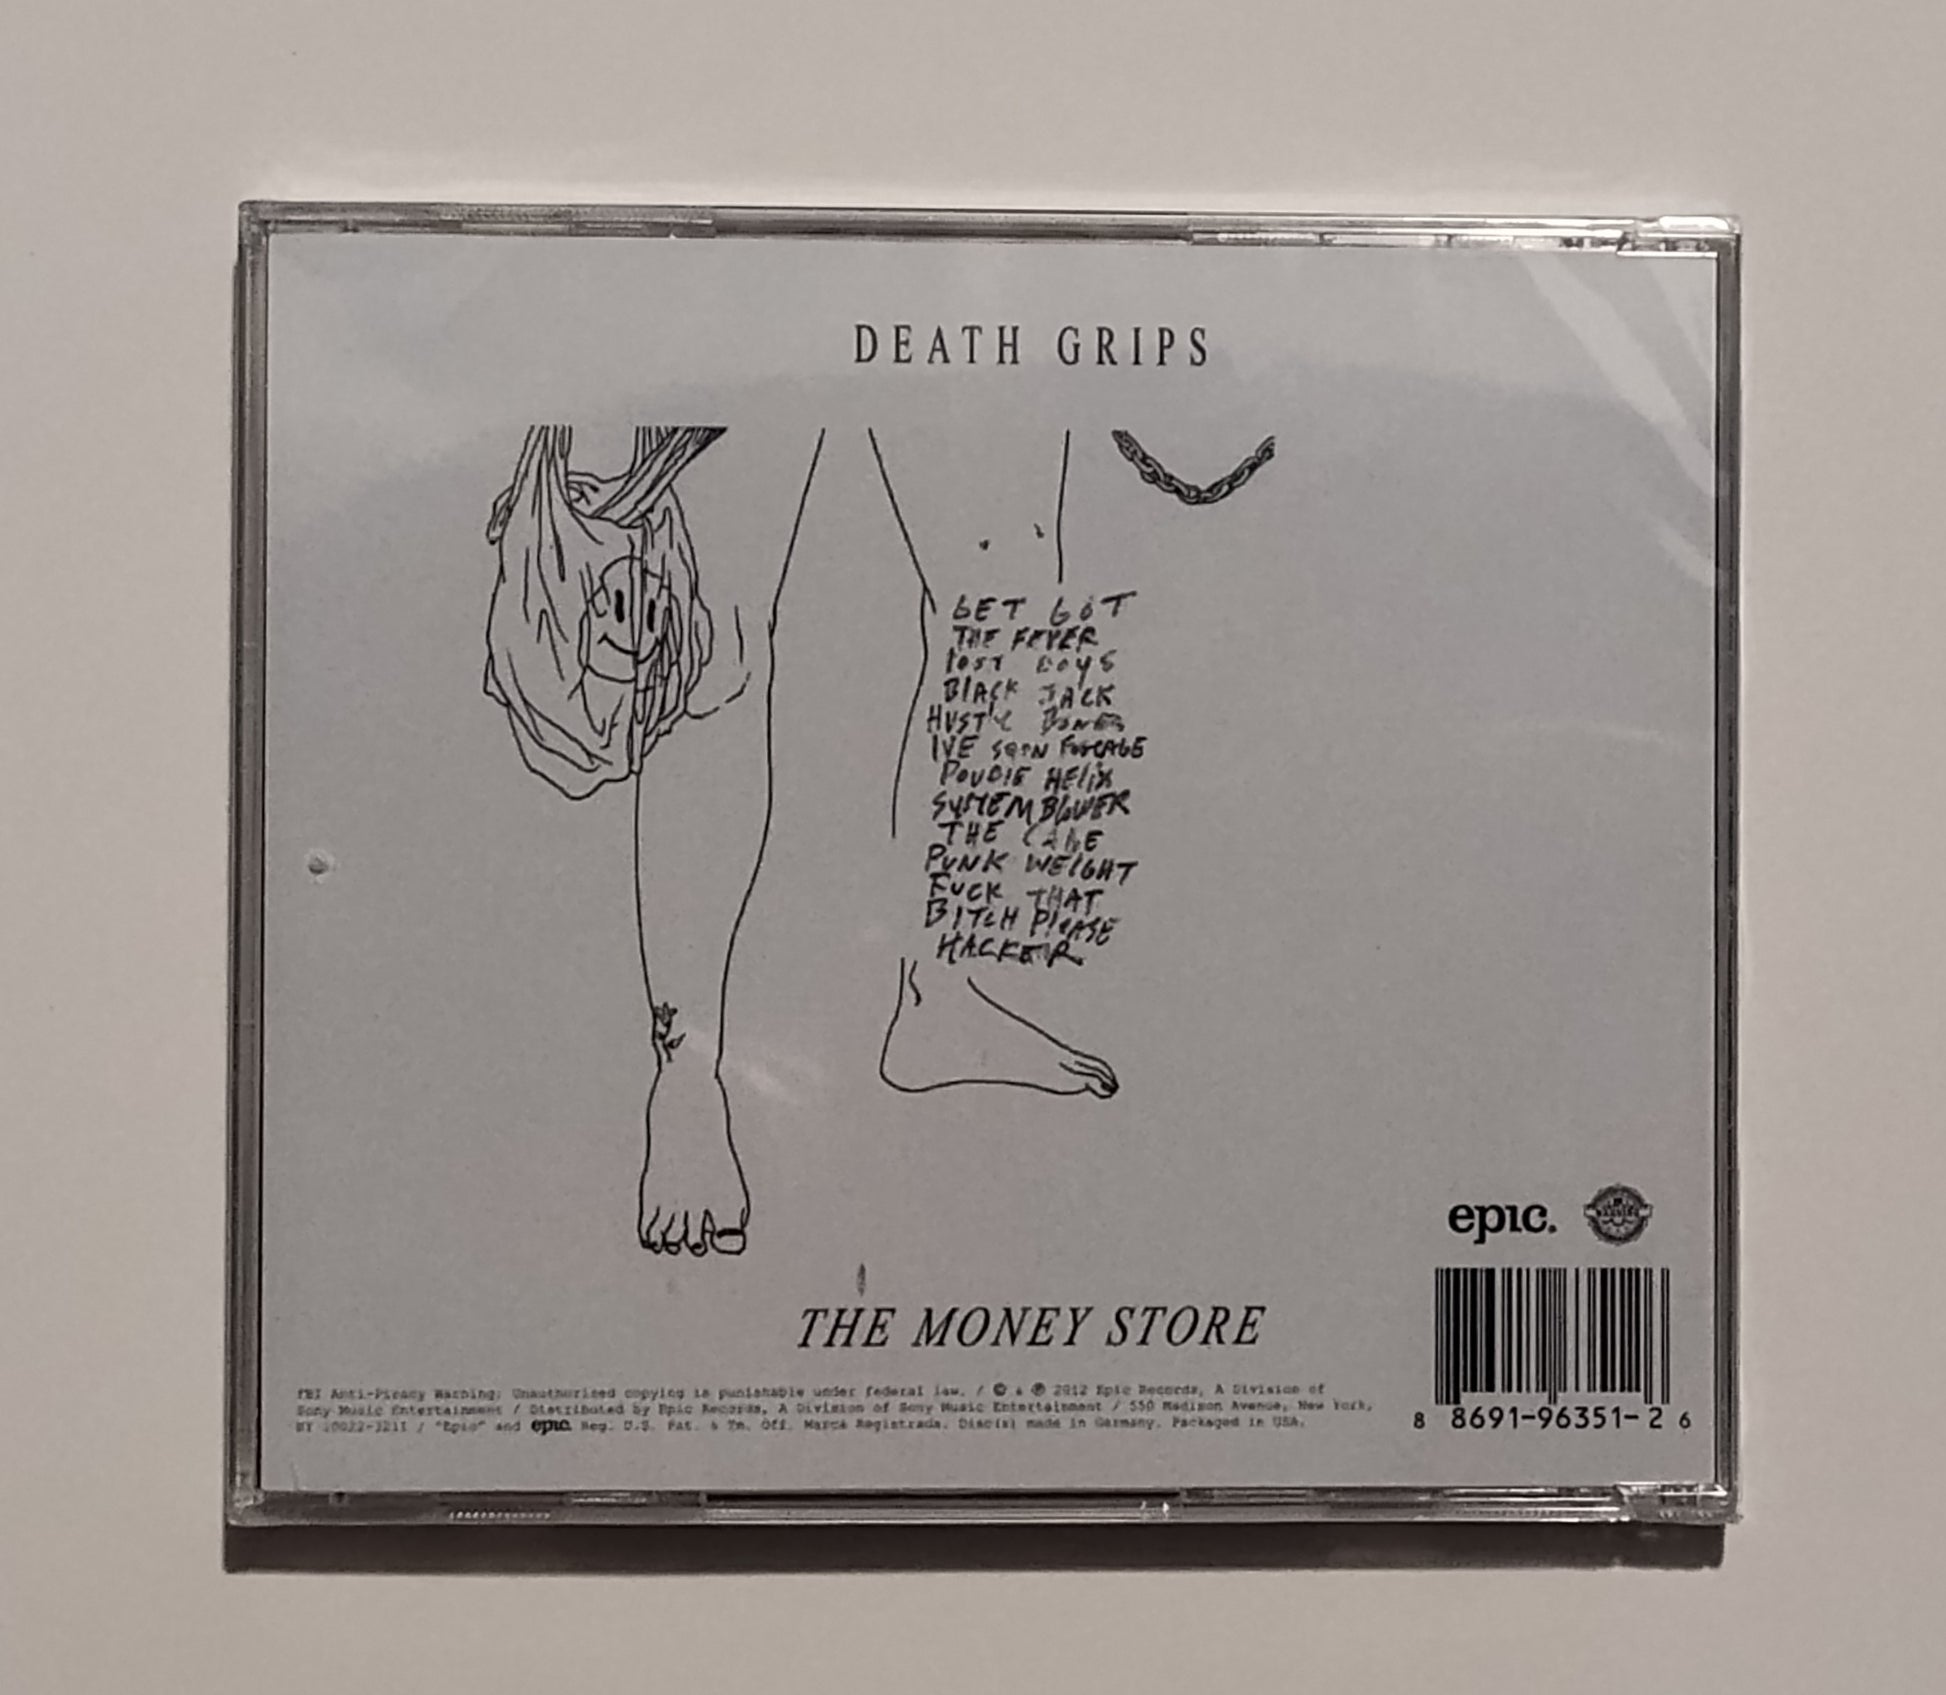 DEATH GRIPS
GET GOT
THE FEVER
lOST BOYS
BlACK JACK
HUSTlE BONES
IVE SEEN FOOTAGE
DOUBlE HEliX
SYSTEM BlOWER
THE CAGE
PUNK WEIGHT
FUCK THAT
BITCH PlEASE
HACKER
epic.
THE MONEY STORE
FBI Anti-Piracy Warning: Unauthorized copying is punishable under federal law. / © & ℗ 2012 Epic Records, A Division of
Sony Music Entertainment / Distributed by Epic Records, A Division of Sony Music Entertainment / 550 Madison Avenue, New York,
NY 10022-3211 / "Epic" and epic. Reg. U.S. Pat. & Tm. Off. Marca Registrada. Disc(s) made in Germany. Packaged in USA.
8 8691-96351-2 6